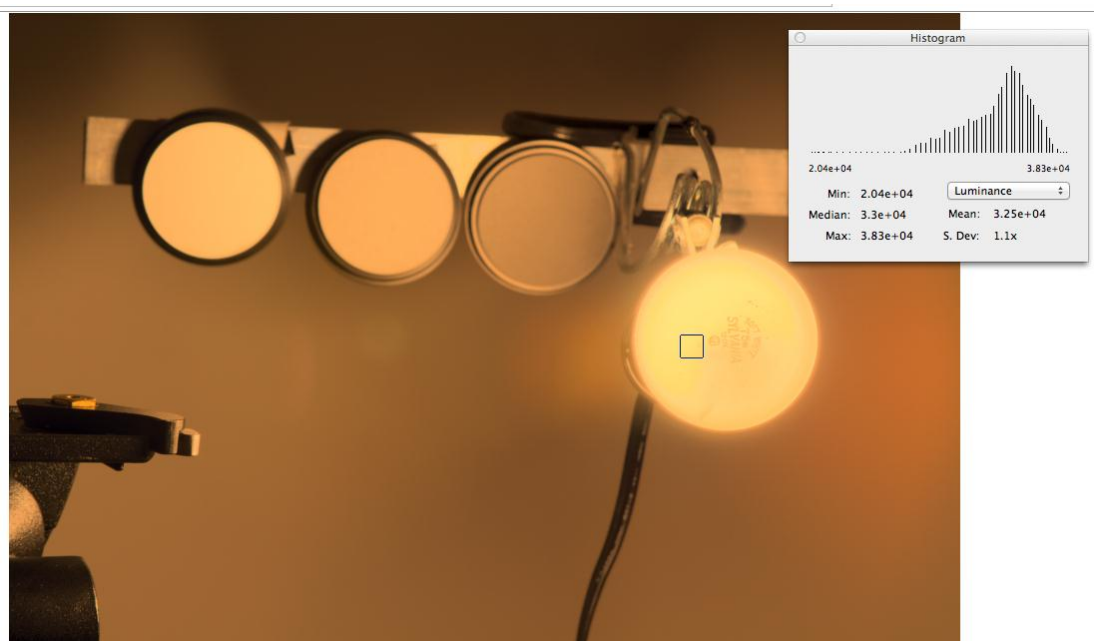 Histogram
2.04e+04 3.83e+04
Min: 2.04e+04 Luminance
Median: 3.3e+04 Mean: 3.25e+04
Max: 3.83e+04 S. Dev: 1.1x
SYLVANIA